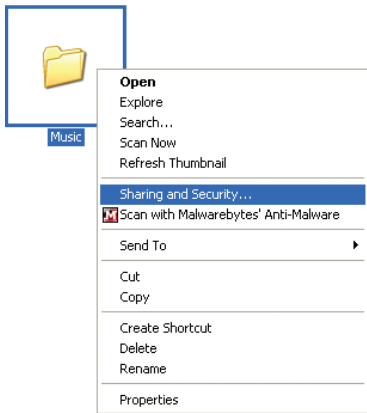 Music
Open
Explore
Search...
Scan Now
Refresh Thumbnail
Sharing and Security...
Scan with Malwarebytes' Anti-Malware
Send To
Cut
Copy
Create Shortcut
Delete
Rename
Properties